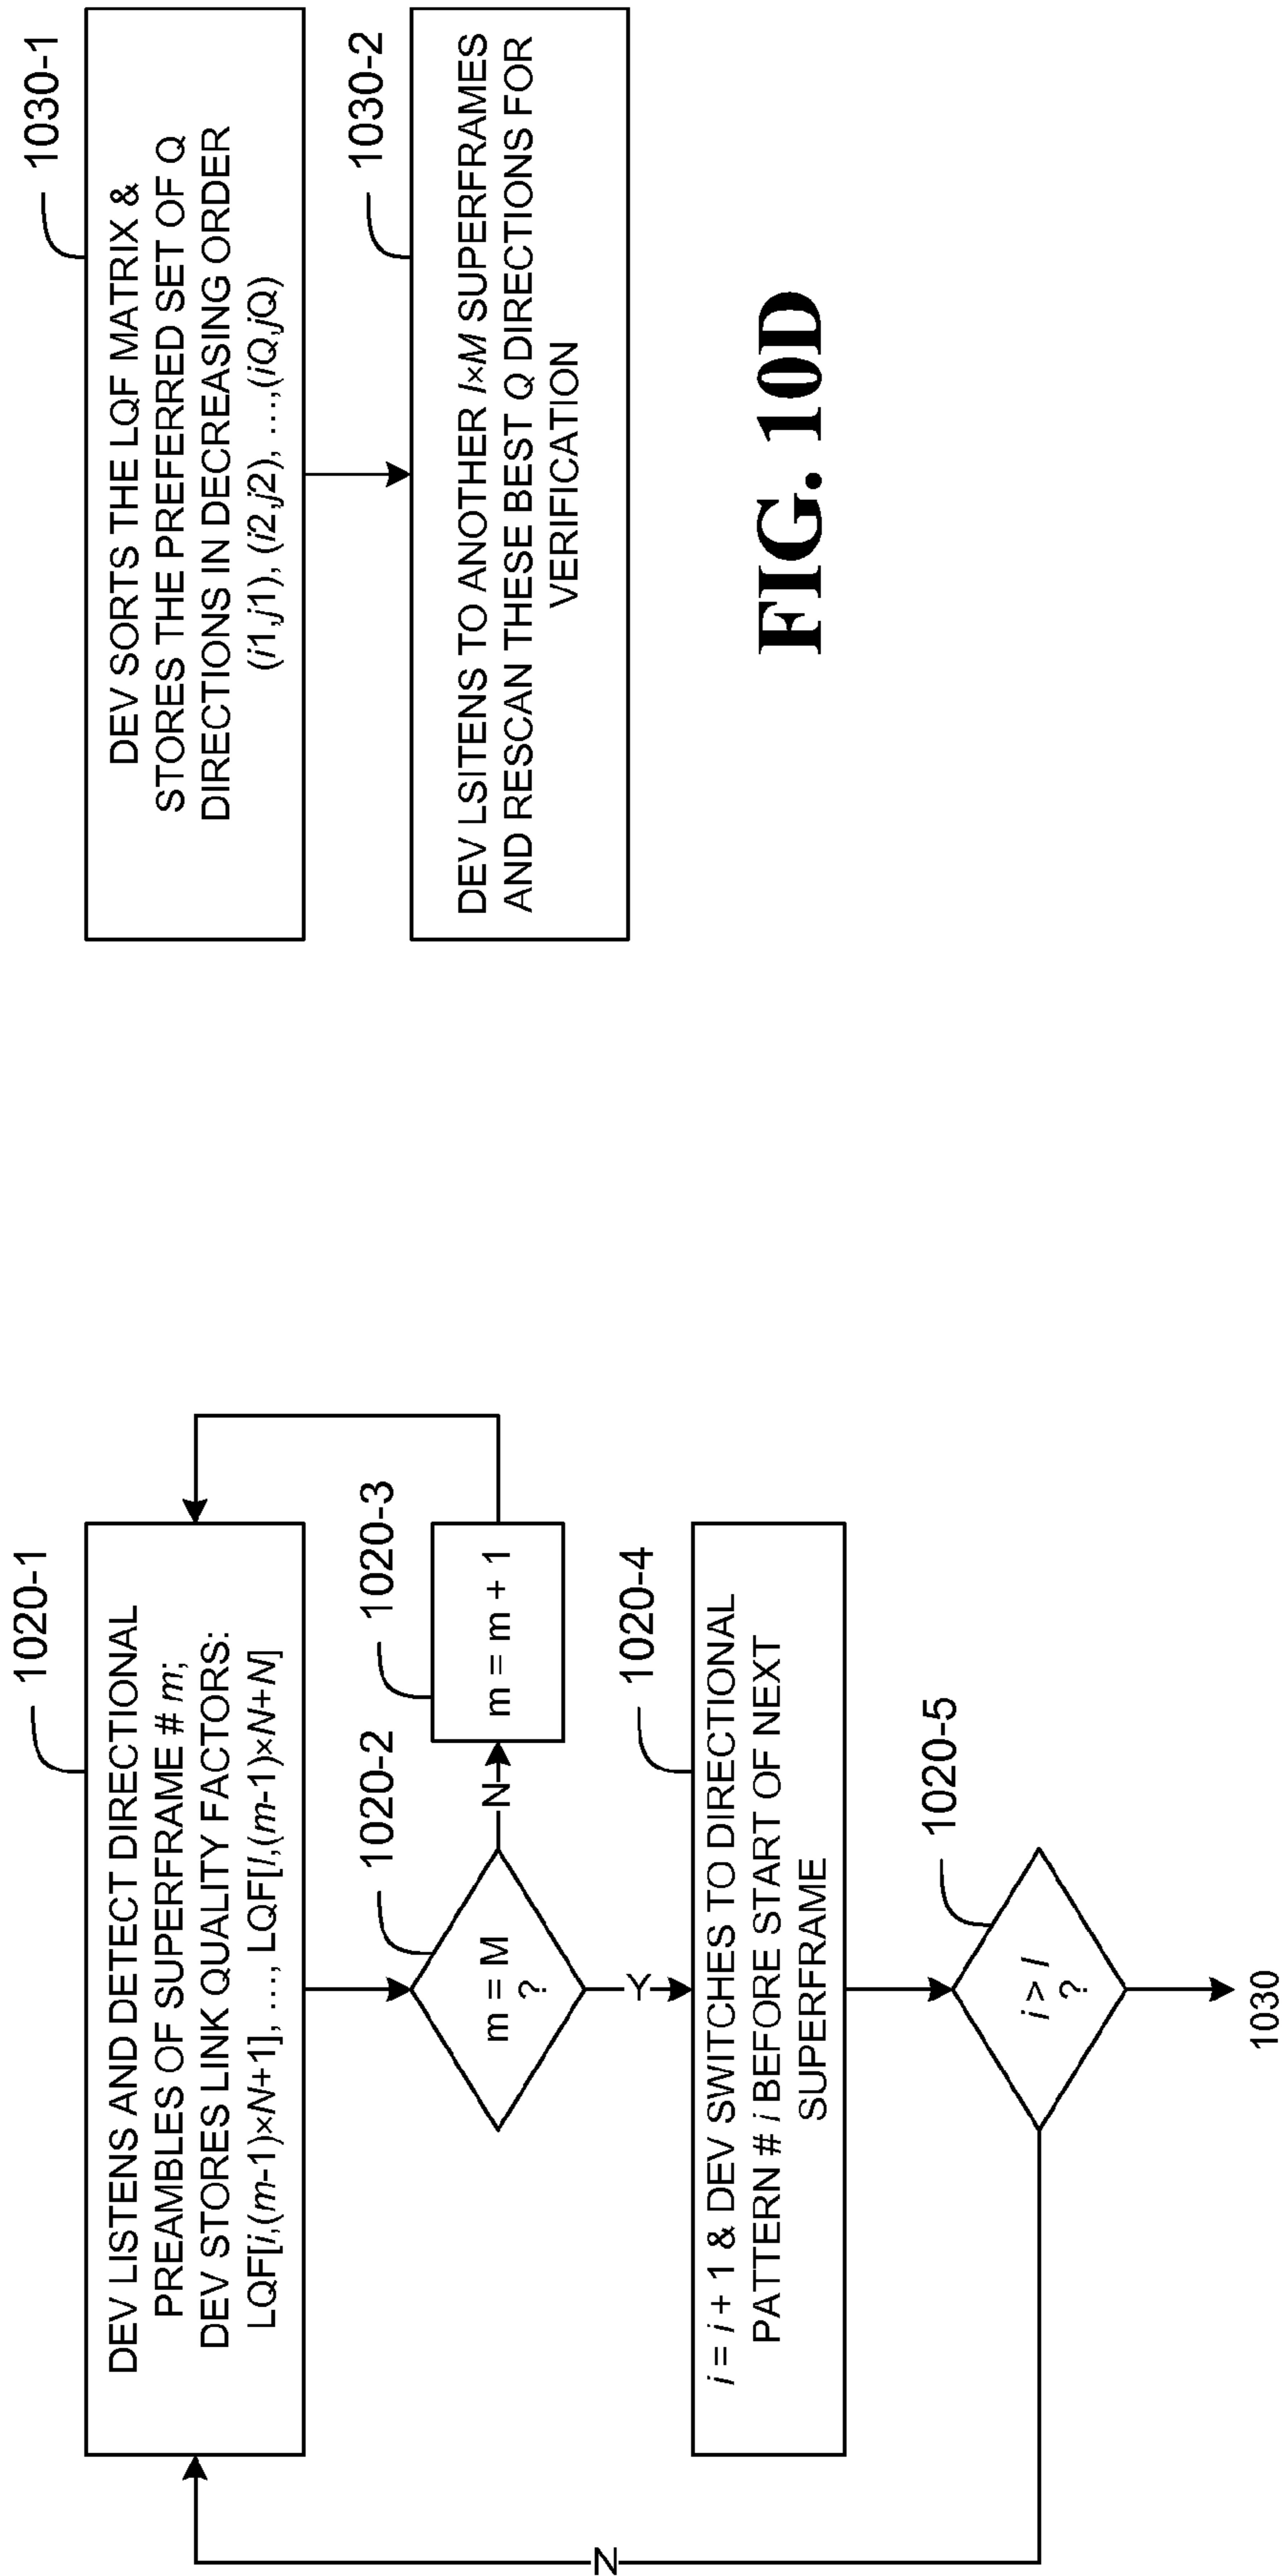 1020-1
DEV LISTENS AND DETECT DIRECTIONAL
PREAMBLES OF SUPERFRAME # m;
DEV STORES LINK QUALITY FACTORS:
LQF[i,(m-1)×N+1], …, LQF[I,(m-1)×N+N]
1020-2
m = M
?
N
1020-3
m = m + 1
Y
1020-4
i = i + 1 & DEV SWITCHES TO DIRECTIONAL
PATTERN # i BEFORE START OF NEXT
SUPERFRAME
1020-5
i > I
?
N
1030
1030-1
DEV SORTS THE LQF MATRIX &
STORES THE PREFERRED SET OF Q
DIRECTIONS IN DECREASING ORDER
(i1,j1), (i2,j2), …,(iQ,jQ)
1030-2
DEV LSITENS TO ANOTHER I×M SUPERFRAMES
AND RESCAN THESE BEST Q DIRECTIONS FOR
VERIFICATION
FIG. 10D